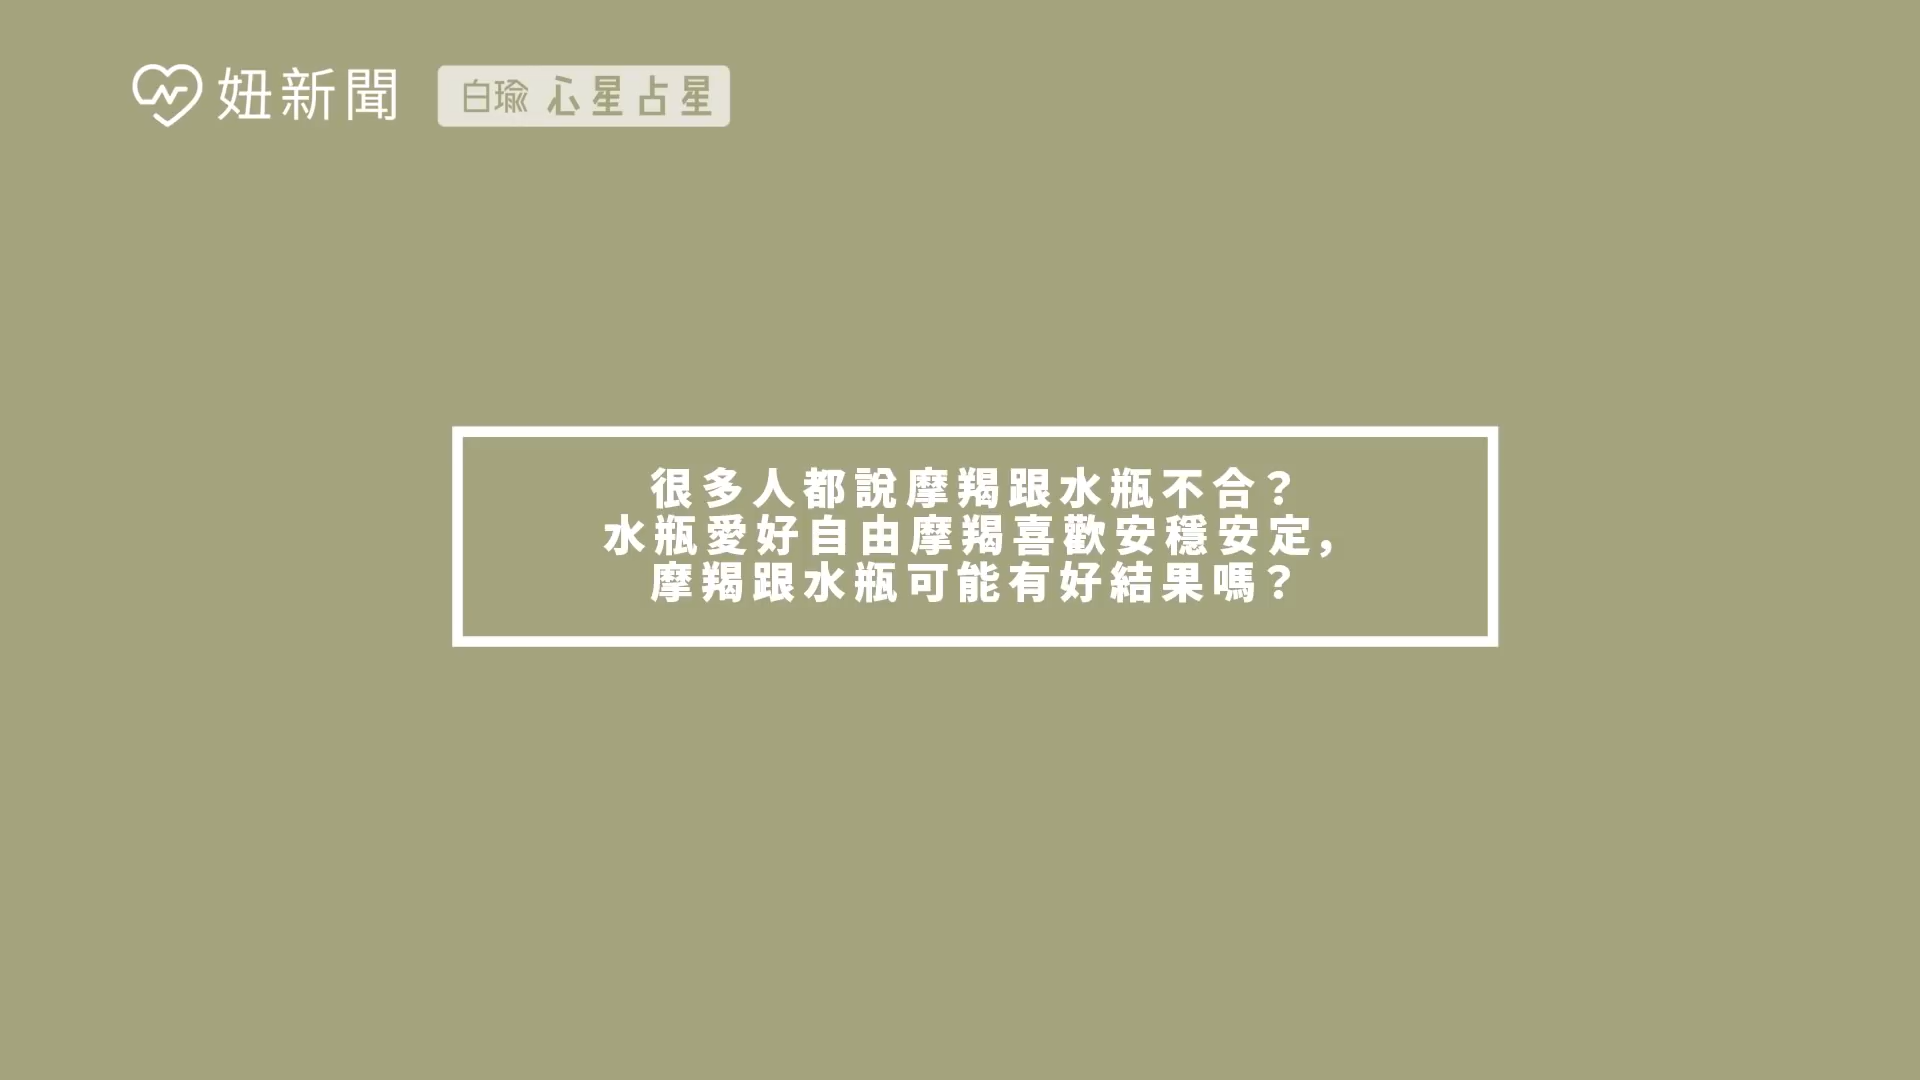 妞新聞
白瑜 心星占星
很多人都說摩羯跟水瓶不合？
水瓶愛好自由摩羯喜歡安穩安定,
摩羯跟水瓶可能有好結果嗎？